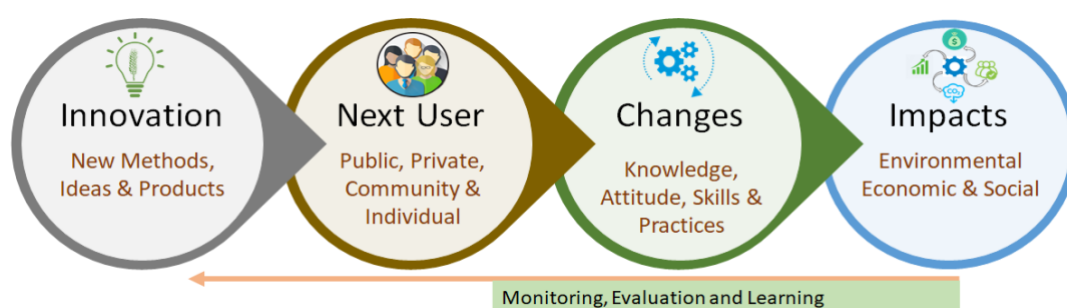 Innovation
New Methods,
Ideas & Products
Next User
Public, Private,
Community &
Individual
Changes
Knowledge,
Attitude, Skills &
Practices
$
CO₂
Impacts
Environmental
Economic & Social
Monitoring, Evaluation and Learning